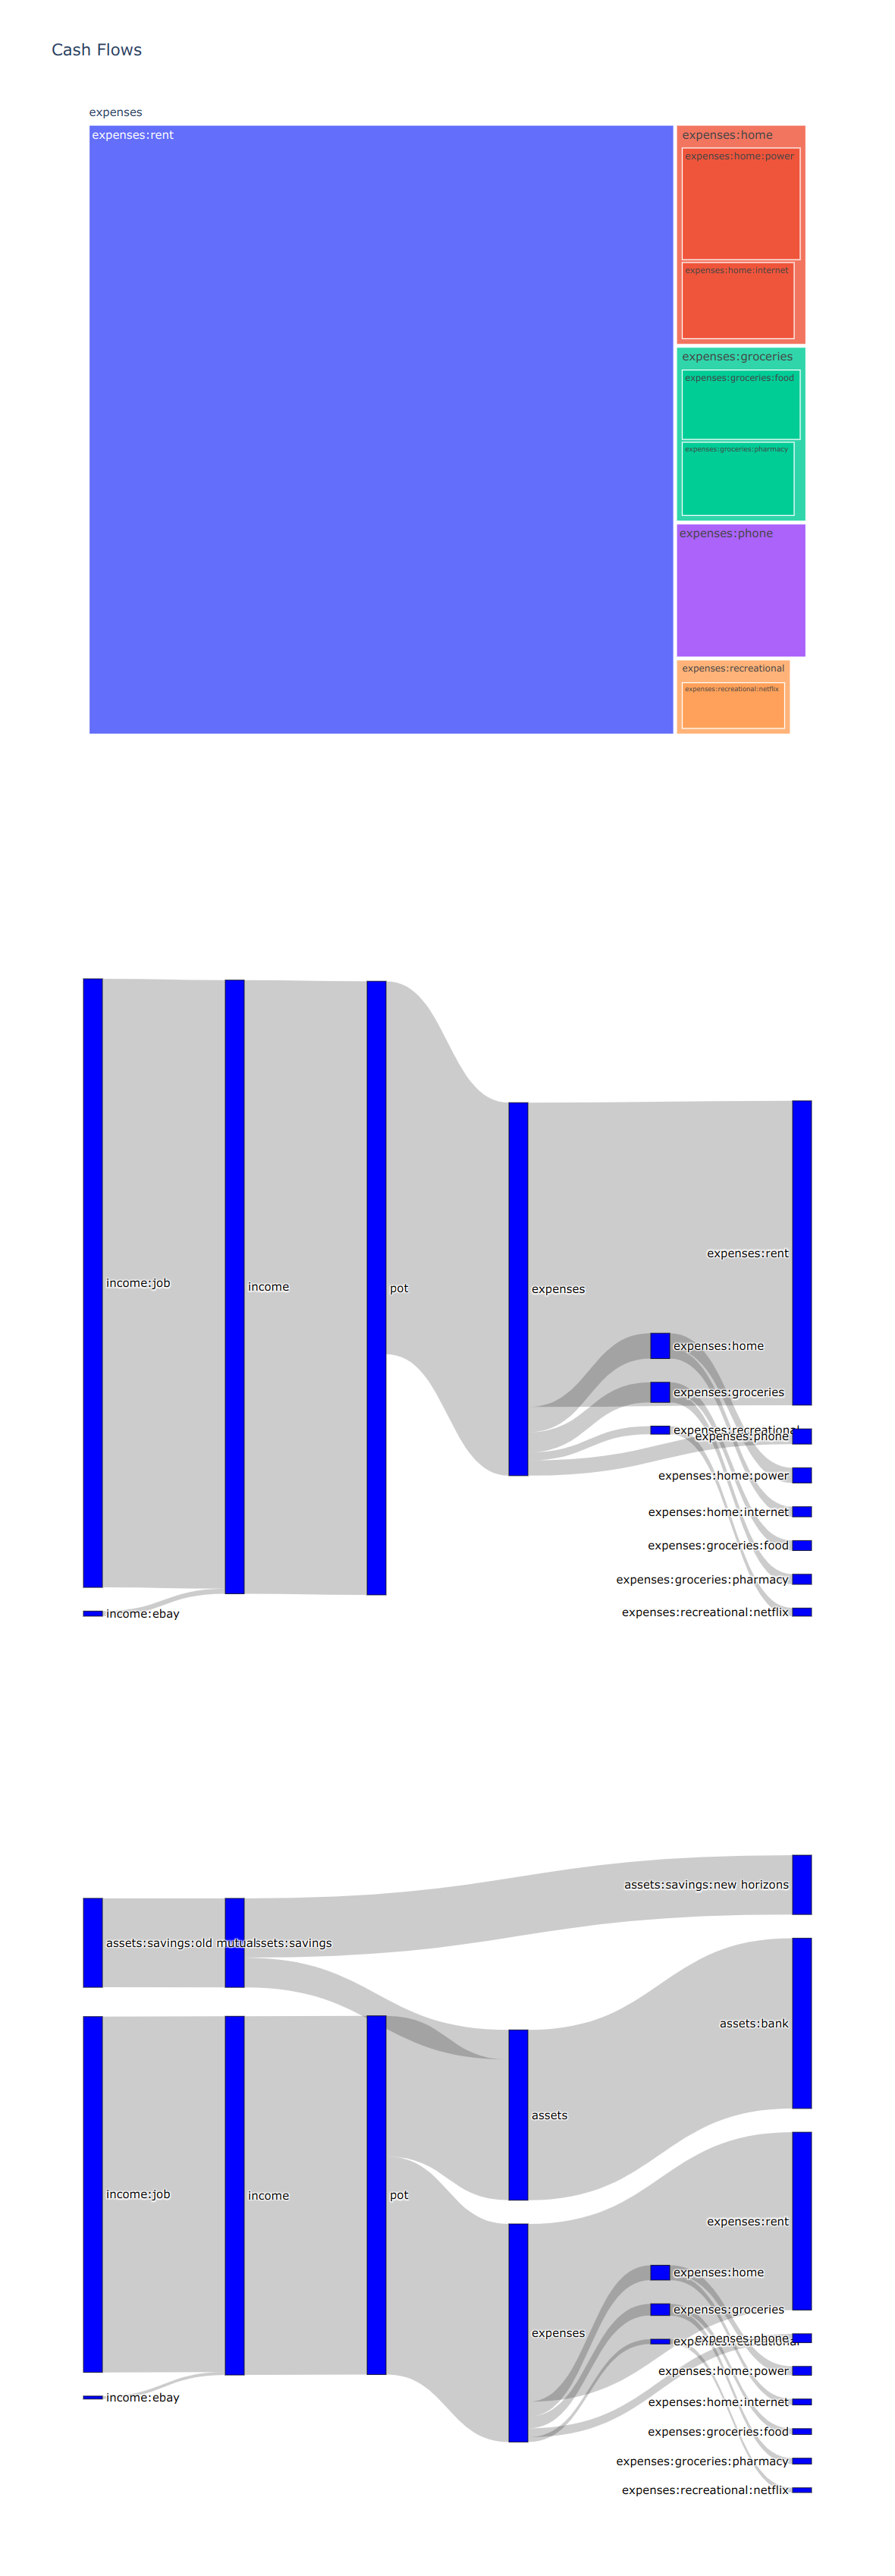 Cash Flows
expenses
expenses:rent
expenses:home
expenses:home:power
expenses:home:internet
expenses:groceries
expenses:groceries:food
expenses:groceries:pharmacy
expenses:phone
expenses:recreational
expenses:recreational:netflix
income:job
income
pot
expenses
expenses:rent
expenses:home
expenses:groceries
expenses:recreational
expenses:phone
expenses:home:power
expenses:home:internet
expenses:groceries:food
expenses:groceries:pharmacy
expenses:recreational:netflix
income:ebay
assets:savings:new horizons
assets:savings:old mutual
assets:savings
assets:bank
assets
income:job
income
pot
expenses:rent
expenses:home
expenses:groceries
expenses
expenses:phone
expenses:recreational
expenses:home:power
income:ebay
expenses:home:internet
expenses:groceries:food
expenses:groceries:pharmacy
expenses:recreational:netflix